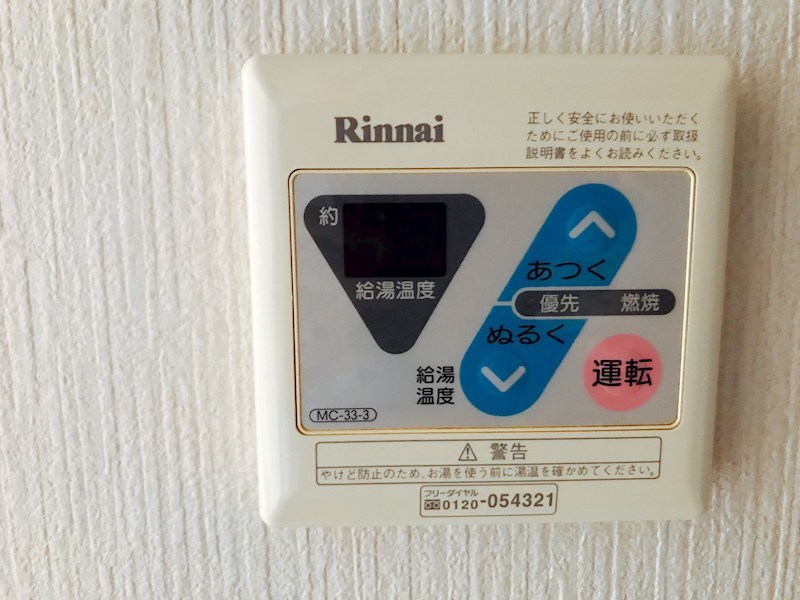 Rinnai
正しく安全にお使いいただく
ためにご使用の前に必ず取扱
説明書をよくお読みください。
約
給湯温度
あつく
優先 燃焼
ぬるく
給湯
温度
運転
MC-33-3
⚠ 警告
やけど防止のため、お湯を使う前に湯温を確かめてください。
フリーダイヤル
0120-054321